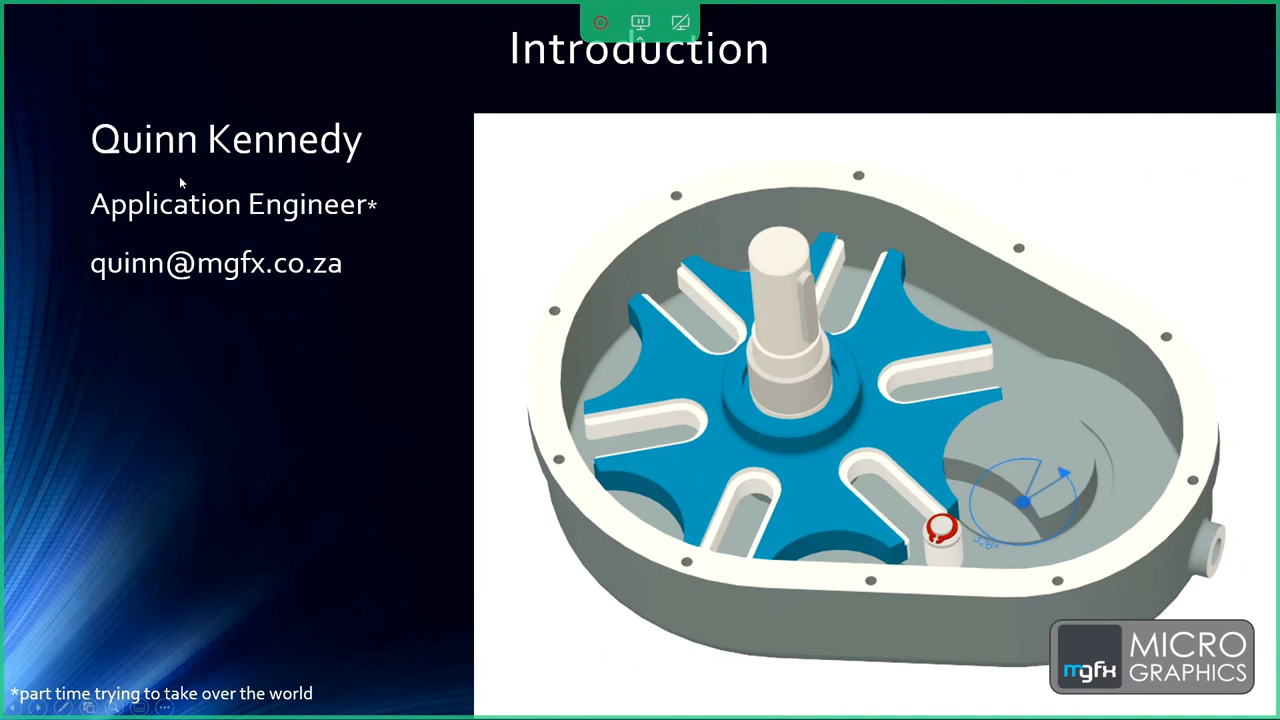 Introduction
Quinn Kennedy
Application Engineer*
quinn@mgfx.co.za
328°
mgfx
MICRO
GRAPHICS
*part time trying to take over the world